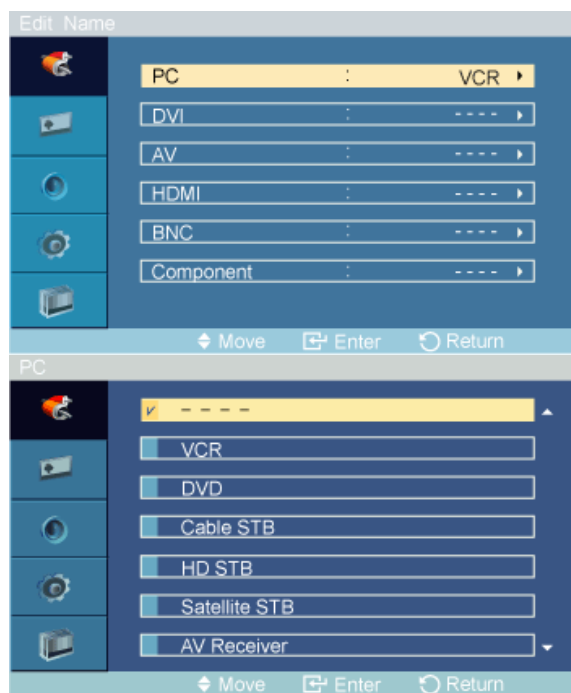 Edit Name
PC : VCR
DVI : - - - -
AV : - - - -
HDMI : - - - -
BNC : - - - -
Component : - - - -
Move Enter Return
PC
v - - - -
VCR
DVD
Cable STB
HD STB
Satellite STB
AV Receiver
Move Enter Return